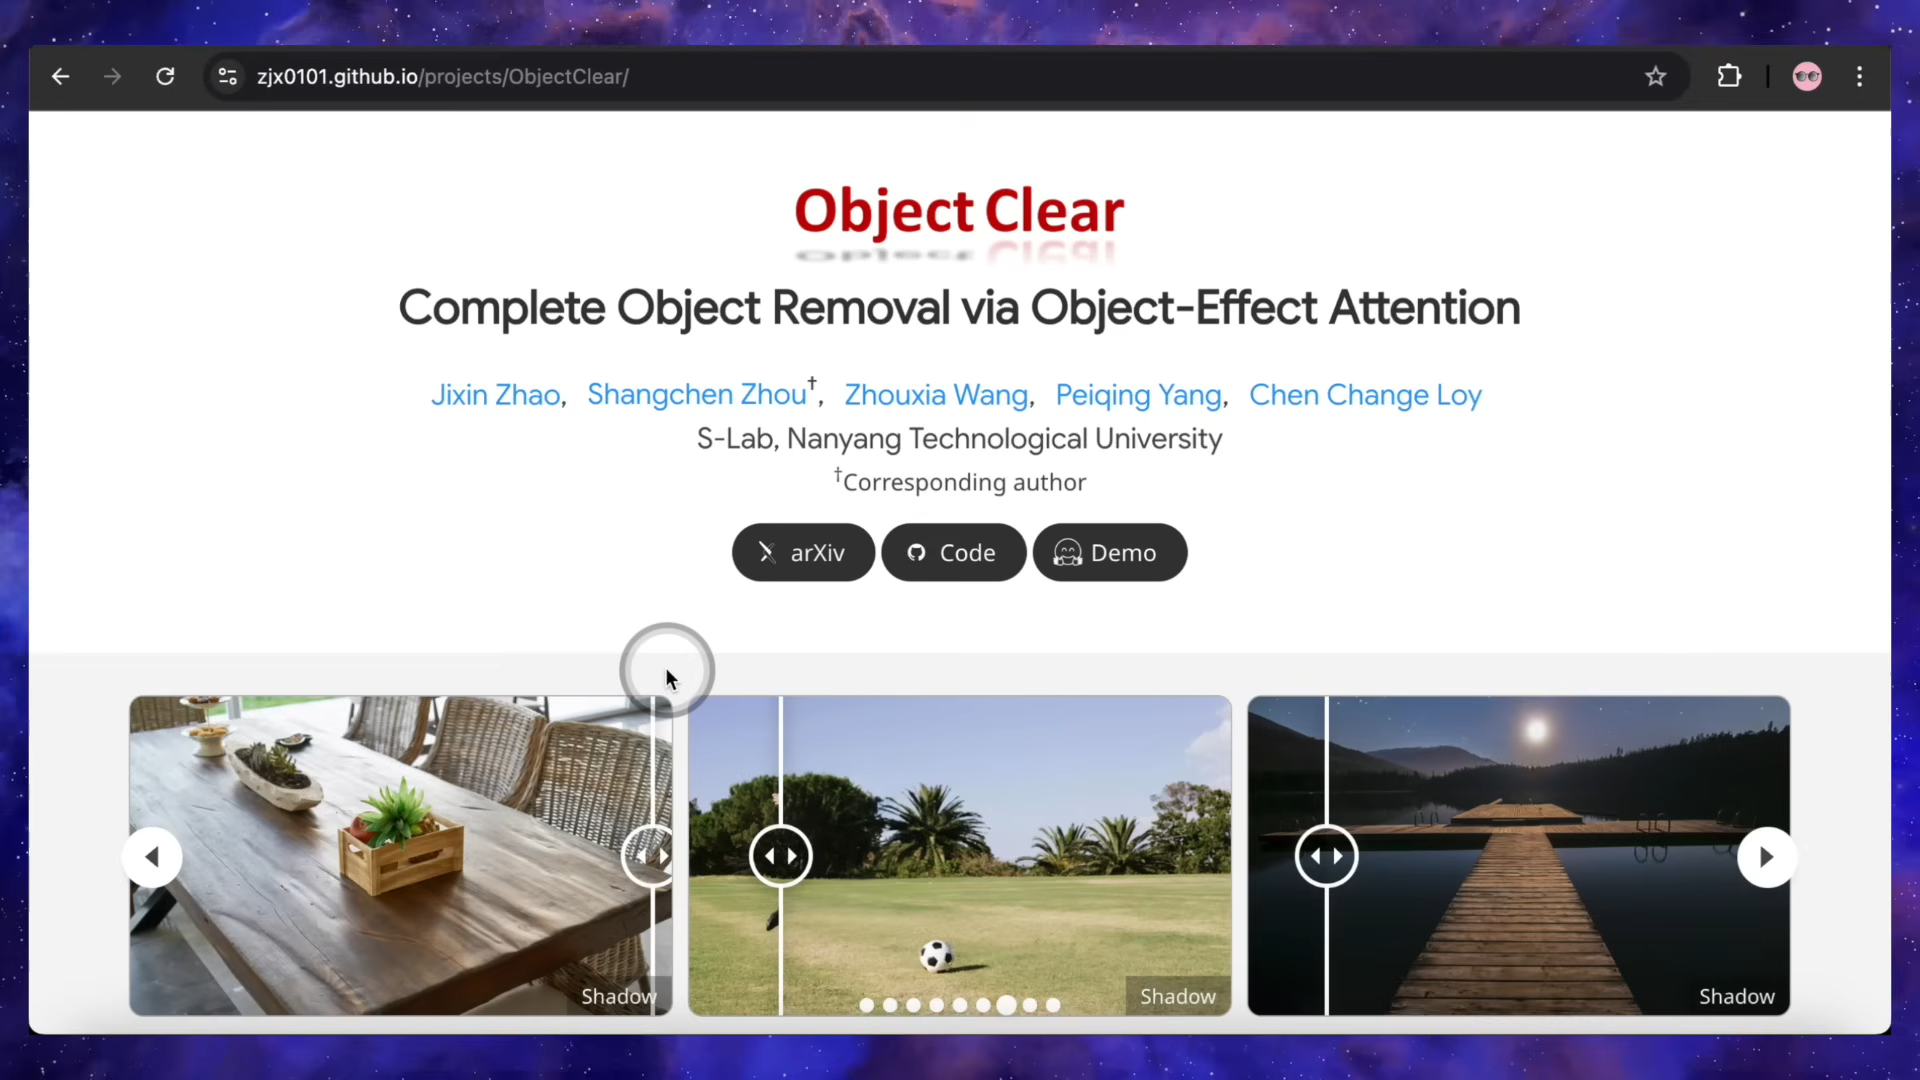 zjx0101.github.io/projects/ObjectClear/
Object Clear
Complete Object Removal via Object-Effect Attention
Jixin Zhao, Shangchen Zhou†, Zhouxia Wang, Peiqing Yang, Chen Change Loy
S-Lab, Nanyang Technological University
†Corresponding author
arXiv Code Demo
Shadow Shadow Shadow